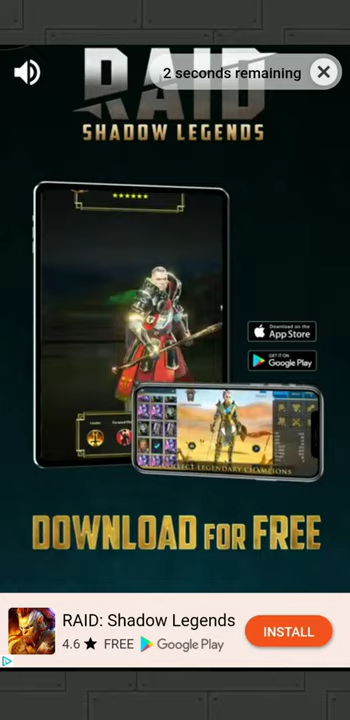 RAID
2 seconds remaining
SHADOW LEGENDS
Download on the
App Store
GET IT ON
Google Play
LECT LEGENDARY CHAMPIONS
DOWNLOAD FOR FREE
RAID: Shadow Legends
4.6 ★ FREE Google Play
INSTALL